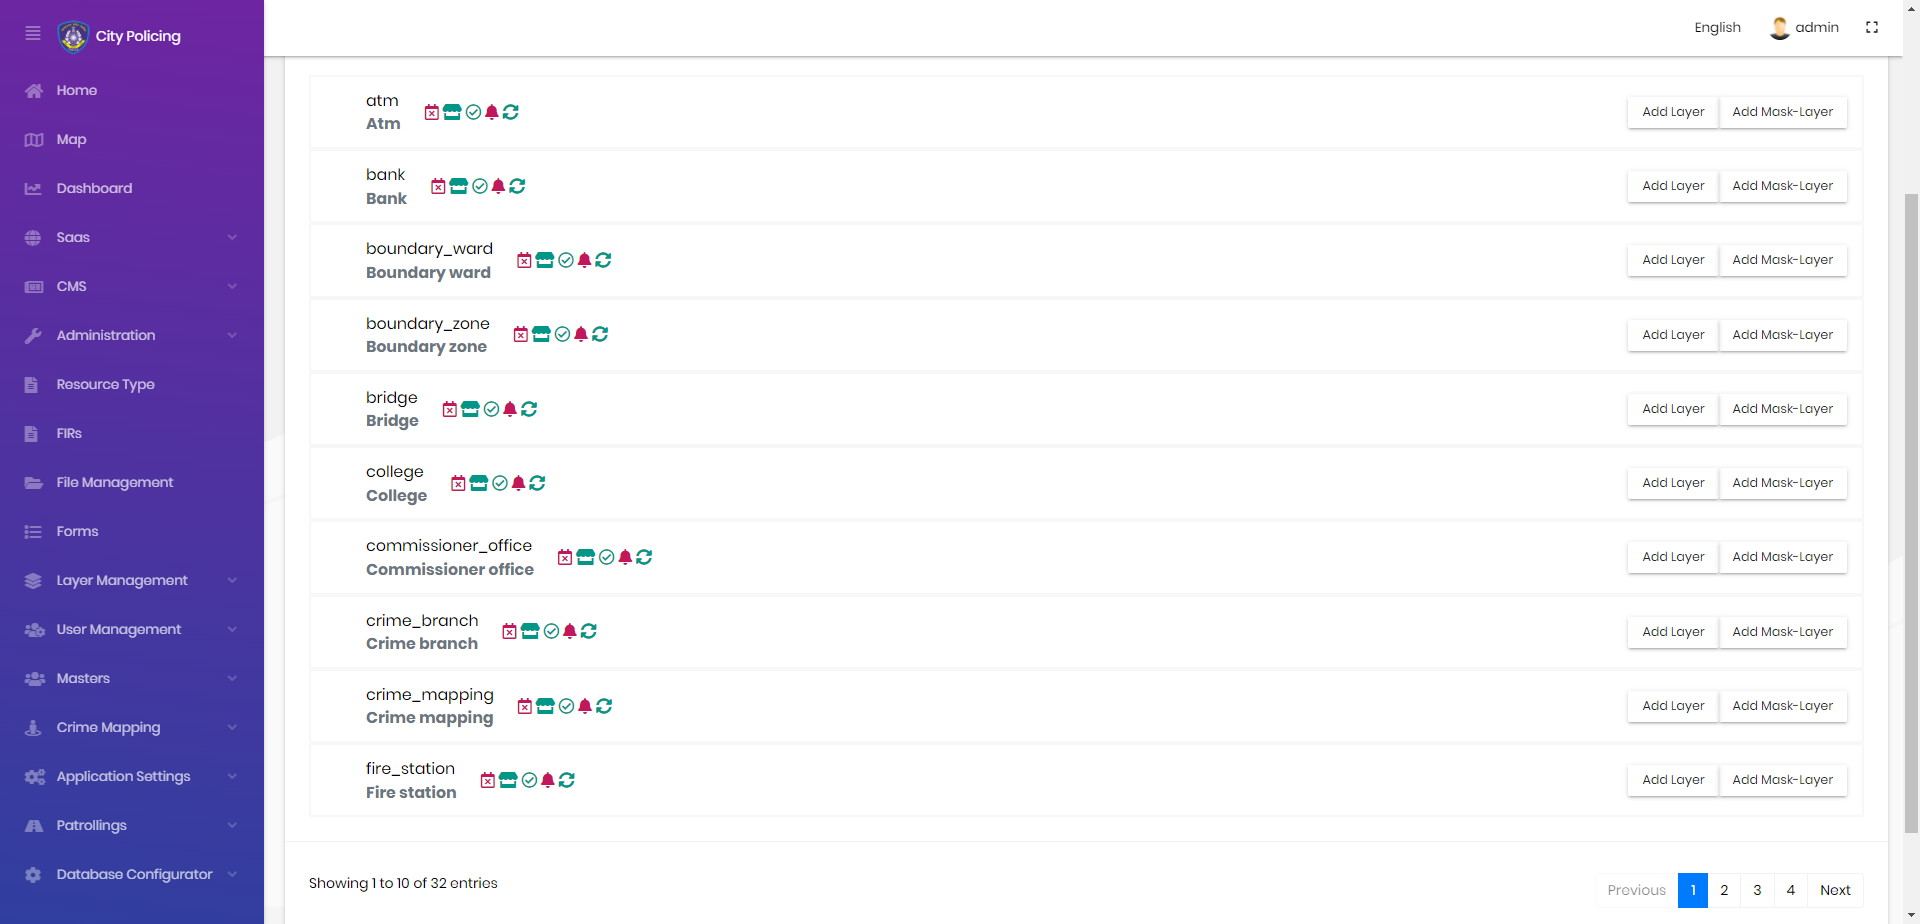 City Policing
English
admin
Home
Map
Dashboard
Saas
CMS
Administration
Resource Type
FIRs
File Management
Forms
Layer Management
User Management
Masters
Crime Mapping
Application Settings
Patrollings
Database Configurator
atm
Atm
Add Layer
Add Mask-Layer
bank
Bank
Add Layer
Add Mask-Layer
boundary_ward
Boundary ward
Add Layer
Add Mask-Layer
boundary_zone
Boundary zone
Add Layer
Add Mask-Layer
bridge
Bridge
Add Layer
Add Mask-Layer
college
College
Add Layer
Add Mask-Layer
commissioner_office
Commissioner office
Add Layer
Add Mask-Layer
crime_branch
Crime branch
Add Layer
Add Mask-Layer
crime_mapping
Crime mapping
Add Layer
Add Mask-Layer
fire_station
Fire station
Add Layer
Add Mask-Layer
Showing 1 to 10 of 32 entries
Previous 1 2 3 4 Next